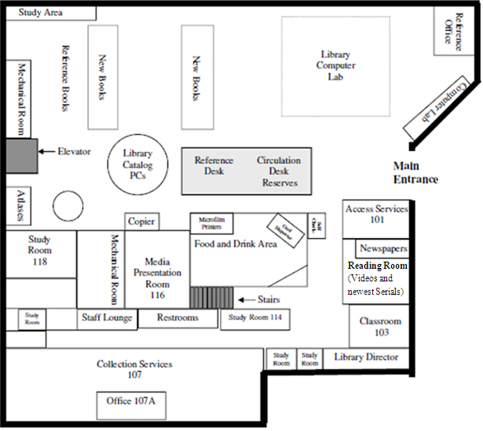 Study Area
Reference
Office
Reference Books
New Books
New Books
Library
Computer
Lab
Mechanical Room
Computer Lab
Elevator
Library
Catalog
PCs
Reference
Desk
Circulation
Desk
Reserves
Main
Entrance
Atlases
Copier
Microfilm
Printers
Card
Dispenser
Self
Check
Access Services
101
Study
Room
118
Mechanical Room
Media
Presentation
Room
116
Food and Drink Area
Newspapers
Reading Room
(Videos and
newest Serials)
Stairs
Study
Room
Staff Lounge
Restrooms
Study Room 114
Classroom
103
Collection Services
107
Study
Room
Study
Room
Library Director
Office 107A